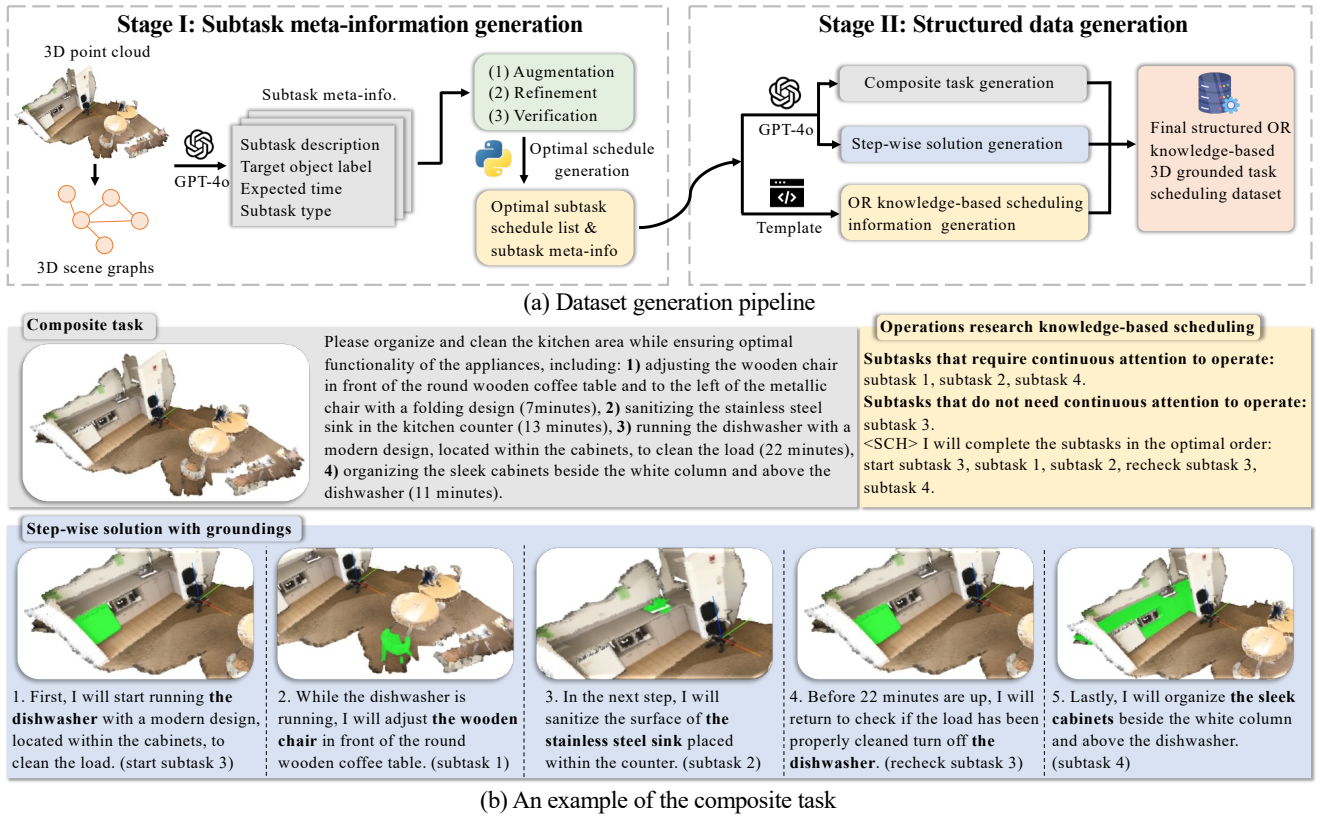 Stage I: Subtask meta-information generation
3D point cloud
3D scene graphs
GPT-4o
Subtask meta-info.
Subtask description
Target object label
Expected time
Subtask type
(1) Augmentation
(2) Refinement
(3) Verification
Optimal schedule
generation
Optimal subtask
schedule list &
subtask meta-info
Stage II: Structured data generation
GPT-4o
Template
Composite task generation
Step-wise solution generation
OR knowledge-based scheduling
information generation
Final structured OR
knowledge-based
3D grounded task
scheduling dataset
(a) Dataset generation pipeline
Composite task
Please organize and clean the kitchen area while ensuring optimal
functionality of the appliances, including: 1) adjusting the wooden chair
in front of the round wooden coffee table and to the left of the metallic
chair with a folding design (7minutes), 2) sanitizing the stainless steel
sink in the kitchen counter (13 minutes), 3) running the dishwasher with a
modern design, located within the cabinets, to clean the load (22 minutes),
4) organizing the sleek cabinets beside the white column and above the
dishwasher (11 minutes).
Operations research knowledge-based scheduling
Subtasks that require continuous attention to operate:
subtask 1, subtask 2, subtask 4.
Subtasks that do not need continuous attention to operate:
subtask 3.
<SCH> I will complete the subtasks in the optimal order:
start subtask 3, subtask 1, subtask 2, recheck subtask 3,
subtask 4.
Step-wise solution with groundings
1. First, I will start running the
dishwasher with a modern design,
located within the cabinets, to
clean the load. (start subtask 3)
2. While the dishwasher is
running, I will adjust the wooden
chair in front of the round
wooden coffee table. (subtask 1)
3. In the next step, I will
sanitize the surface of the
stainless steel sink placed
within the counter. (subtask 2)
4. Before 22 minutes are up, I will
return to check if the load has been
properly cleaned turn off the
dishwasher. (recheck subtask 3)
5. Lastly, I will organize the sleek
cabinets beside the white column
and above the dishwasher.
(subtask 4)
(b) An example of the composite task